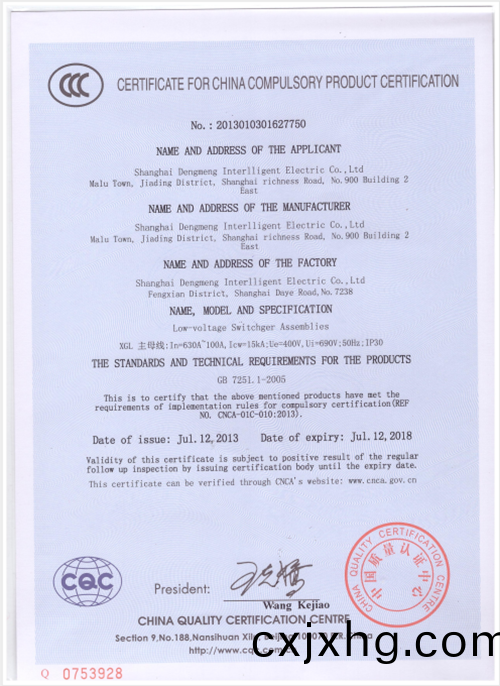 CCC
CERTIFICATE FOR CHINA COMPULSORY PRODUCT CERTIFICATION
No.: 2013010301627750
NAME AND ADDRESS OF THE APPLICANT
Shanghai Dengmeng Interlligent Electric Co.,Ltd
Malu Town, Jiading District, Shanghai richness Road, No.900 Building 2
East
NAME AND ADDRESS OF THE MANUFACTURER
Shanghai Dengmeng Interlligent Electric Co.,Ltd
Malu Town, Jiading District, Shanghai richness Road, No.900 Building 2
East
NAME AND ADDRESS OF THE FACTORY
Shanghai Dengmeng Interlligent Electric Co.,Ltd
Fengxian District, Shanghai Daye Road,No.7238
NAME, MODEL AND SPECIFICATION
Low-voltage Switchger Assemblies
XGL 主母线:In=630A~100A,Icw=15kA;Ue=400V,Ui=690V;50Hz;IP30
THE STANDARDS AND TECHNICAL REQUIREMENTS FOR THE PRODUCTS
GB 7251.1-2005
This is to certify that the above mentioned products have met the
requirements of implementation rules for compulsory certification(REF
NO. CNCA-01C-010:2013).
Date of issue: Jul.12,2013 Date of expiry: Jul.12,2018
Validity of this certificate is subject to positive result of the regular
follow up inspection by issuing certification body until the expiry date.
This certificate can be verified through CNCA's website: www.cnca.gov.cn
CHINA QUALITY CERTIFICATION CENTRE
中国质量认证中心
CQC
President:
Wang Kejiao
CHINA QUALITY CERTIFICATION CENTRE
Section 9,No.188,Nansihuan
http://www.cqc
cxjxhg.com
Q 0753928